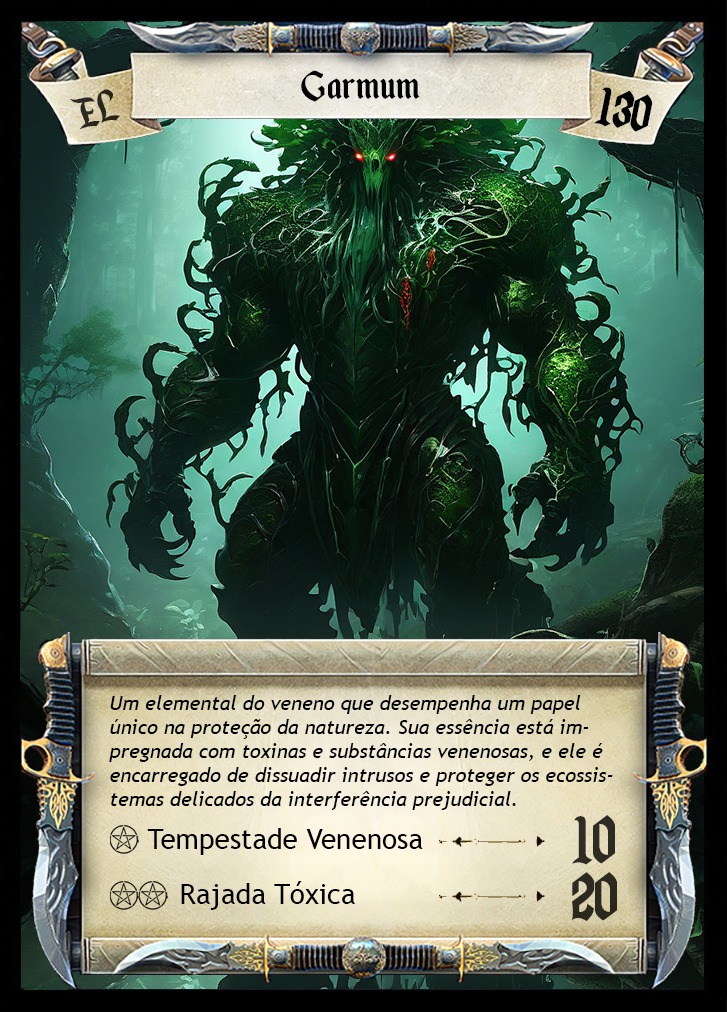 Garmum
EL
130
Um elemental do veneno que desempenha um papel
único na proteção da natureza. Sua essência está im-
pregnada com toxinas e substâncias venenosas, e ele é
encarregado de dissuadir intrusos e proteger os ecossis-
temas delicados da interferência prejudicial.
Tempestade Venenosa 10
Rajada Tóxica 20